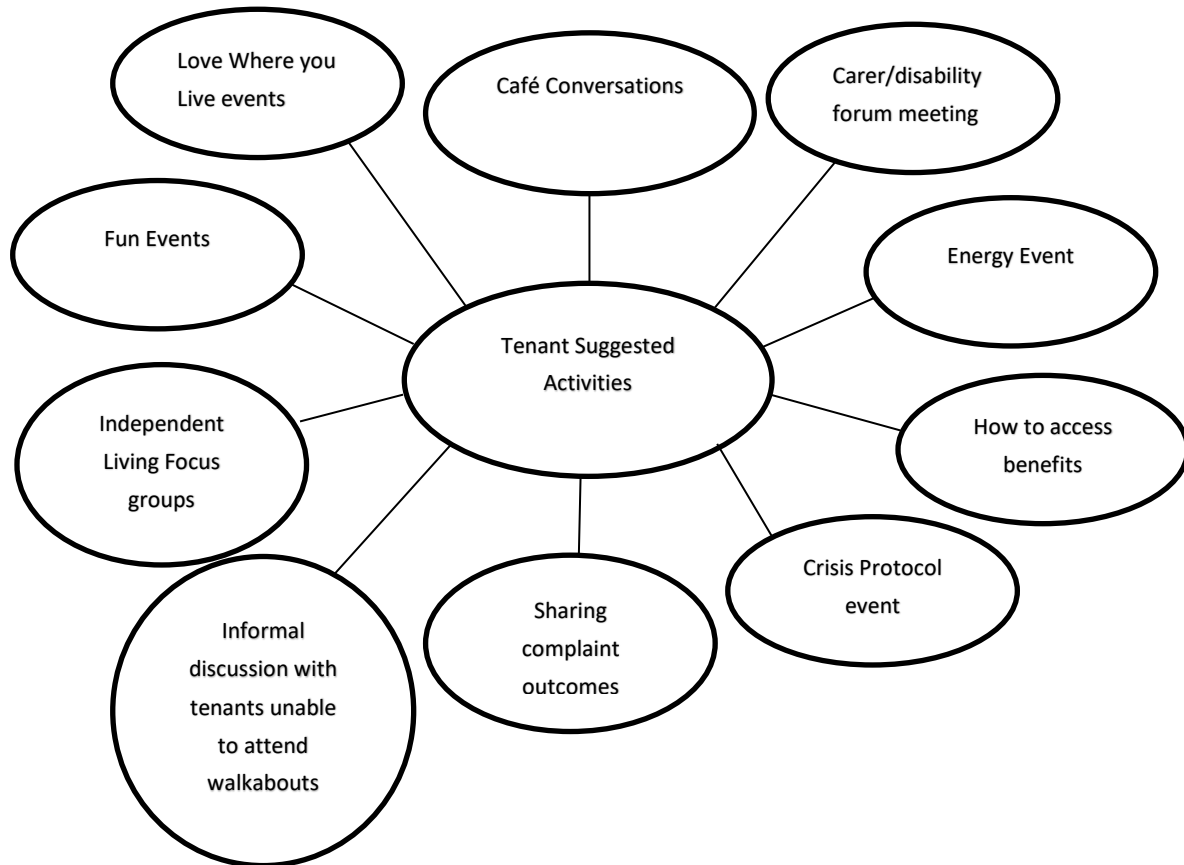 Love Where you
Live events
Café Conversations
Carer/disability
forum meeting
Fun Events
Energy Event
Tenant Suggested
Activities
Independent
Living Focus
groups
How to access
benefits
Crisis Protocol
event
Sharing
complaint
outcomes
Informal
discussion with
tenants unable
to attend
walkabouts